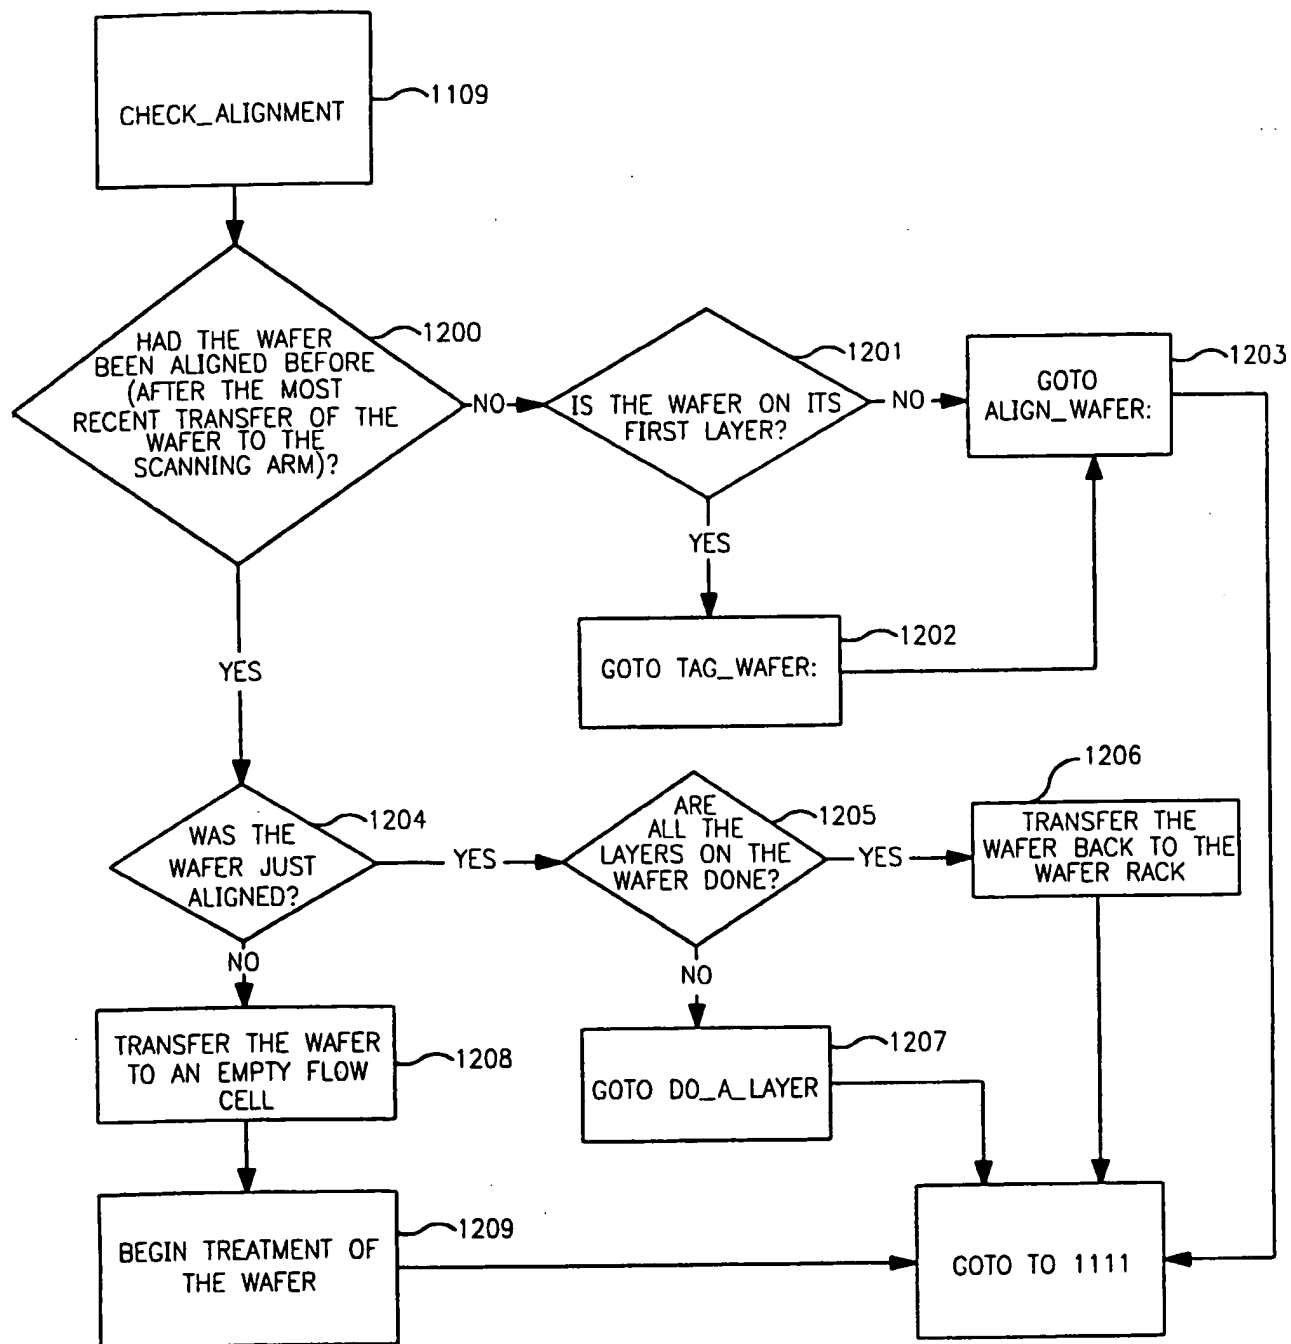 CHECK_ALIGNMENT
1109
HAD THE WAFER
BEEN ALIGNED BEFORE
(AFTER THE MOST
RECENT TRANSFER OF THE
WAFER TO THE
SCANNING ARM)?
1200
NO
IS THE WAFER ON ITS
FIRST LAYER?
1201
NO
GOTO
ALIGN_WAFER:
1203
YES
GOTO TAG_WAFER:
1202
YES
WAS THE
WAFER JUST
ALIGNED?
1204
YES
ARE
ALL THE
LAYERS ON THE
WAFER DONE?
1205
YES
TRANSFER THE
WAFER BACK TO THE
WAFER RACK
1206
NO
NO
TRANSFER THE WAFER
TO AN EMPTY FLOW
CELL
1208
GOTO DO_A_LAYER
1207
BEGIN TREATMENT OF
THE WAFER
1209
GOTO TO 1111